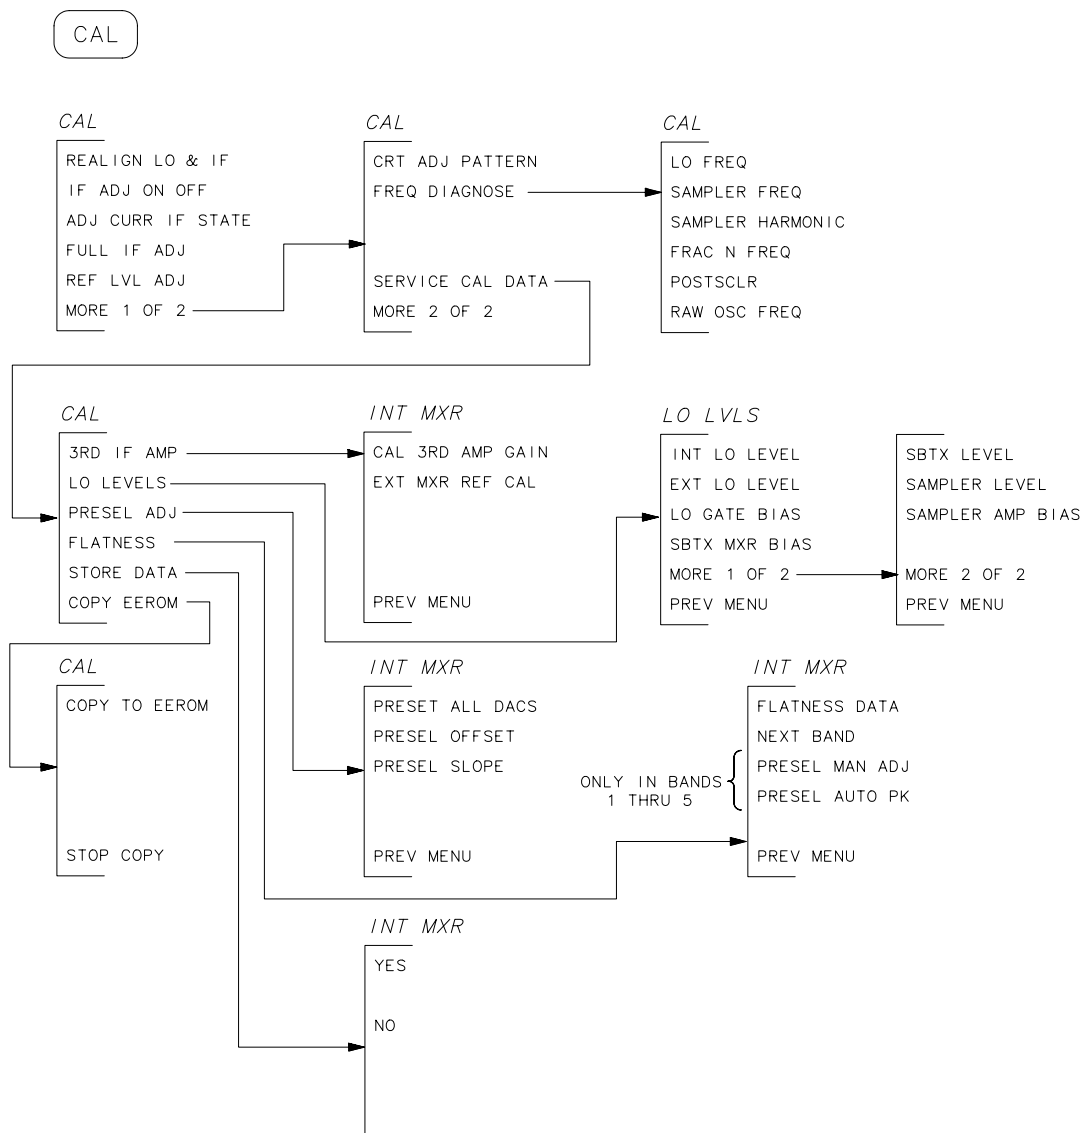 CAL
CAL
REALIGN LO & IF
IF ADJ ON OFF
ADJ CURR IF STATE
FULL IF ADJ
REF LVL ADJ
MORE 1 OF 2
CAL
CRT ADJ PATTERN
FREQ DIAGNOSE
SERVICE CAL DATA
MORE 2 OF 2
CAL
LO FREQ
SAMPLER FREQ
SAMPLER HARMONIC
FRAC N FREQ
POSTSCLR
RAW OSC FREQ
CAL
3RD IF AMP
LO LEVELS
PRESEL ADJ
FLATNESS
STORE DATA
COPY EEROM
INT MXR
CAL 3RD AMP GAIN
EXT MXR REF CAL
PREV MENU
LO LVLS
INT LO LEVEL
EXT LO LEVEL
LO GATE BIAS
SBTX MXR BIAS
MORE 1 OF 2
PREV MENU
SBTX LEVEL
SAMPLER LEVEL
SAMPLER AMP BIAS
MORE 2 OF 2
PREV MENU
CAL
COPY TO EEROM
STOP COPY
INT MXR
PRESET ALL DACS
PRESEL OFFSET
PRESEL SLOPE
PREV MENU
ONLY IN BANDS
1 THRU 5
INT MXR
FLATNESS DATA
NEXT BAND
PRESEL MAN ADJ
PRESEL AUTO PK
PREV MENU
INT MXR
YES
NO